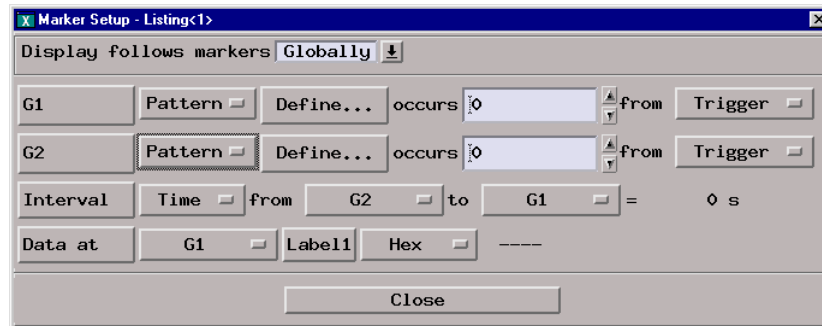 Marker Setup - Listing<1>
Display follows markers Globally
G1 Pattern Define... occurs 0 from Trigger
G2 Pattern Define... occurs 0 from Trigger
Interval Time from G2 to G1 = 0 s
Data at G1 Label1 Hex ----
Close